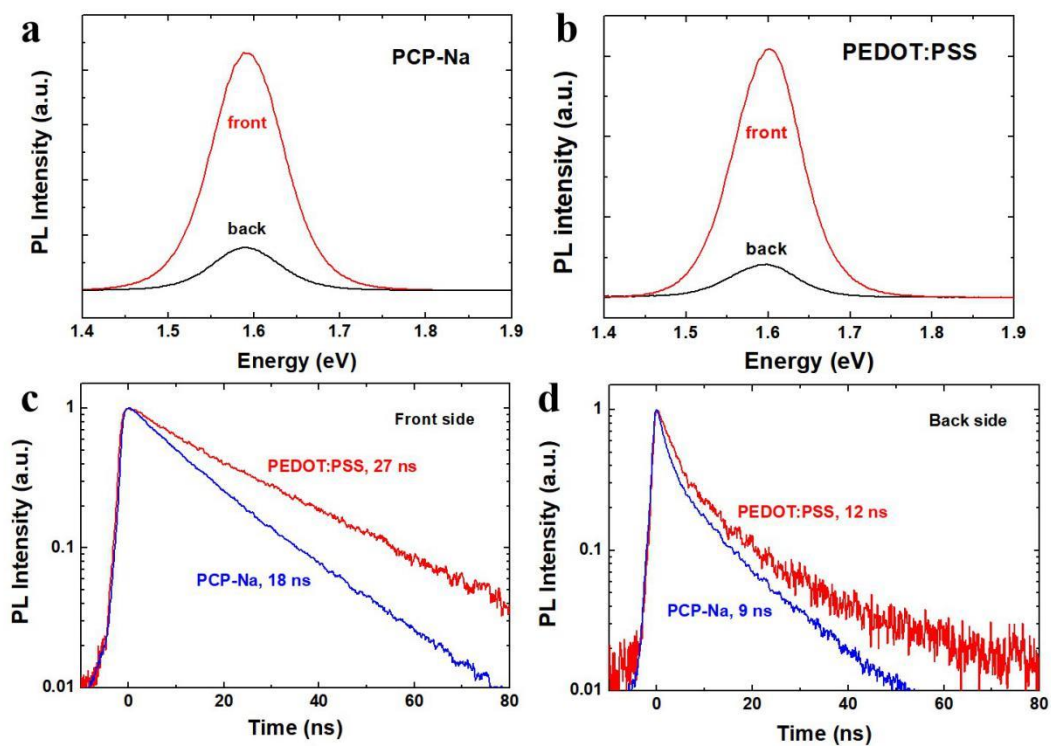 a
PCP-Na
front
back
PL Intensity (a.u.)
1.4 1.5 1.6 1.7 1.8 1.9
Energy (eV)
b
PEDOT:PSS
front
back
PL intensity (a.u.)
1.4 1.5 1.6 1.7 1.8 1.9
Energy (eV)
c
Front side
PEDOT:PSS, 27 ns
PCP-Na, 18 ns
PL Intensity (a.u.)
1
0.1
0.01
0 20 40 60 80
Time (ns)
d
Back side
PEDOT:PSS, 12 ns
PCP-Na, 9 ns
PL Intensity (a.u.)
1
0.1
0.01
0 20 40 60 80
Time (ns)